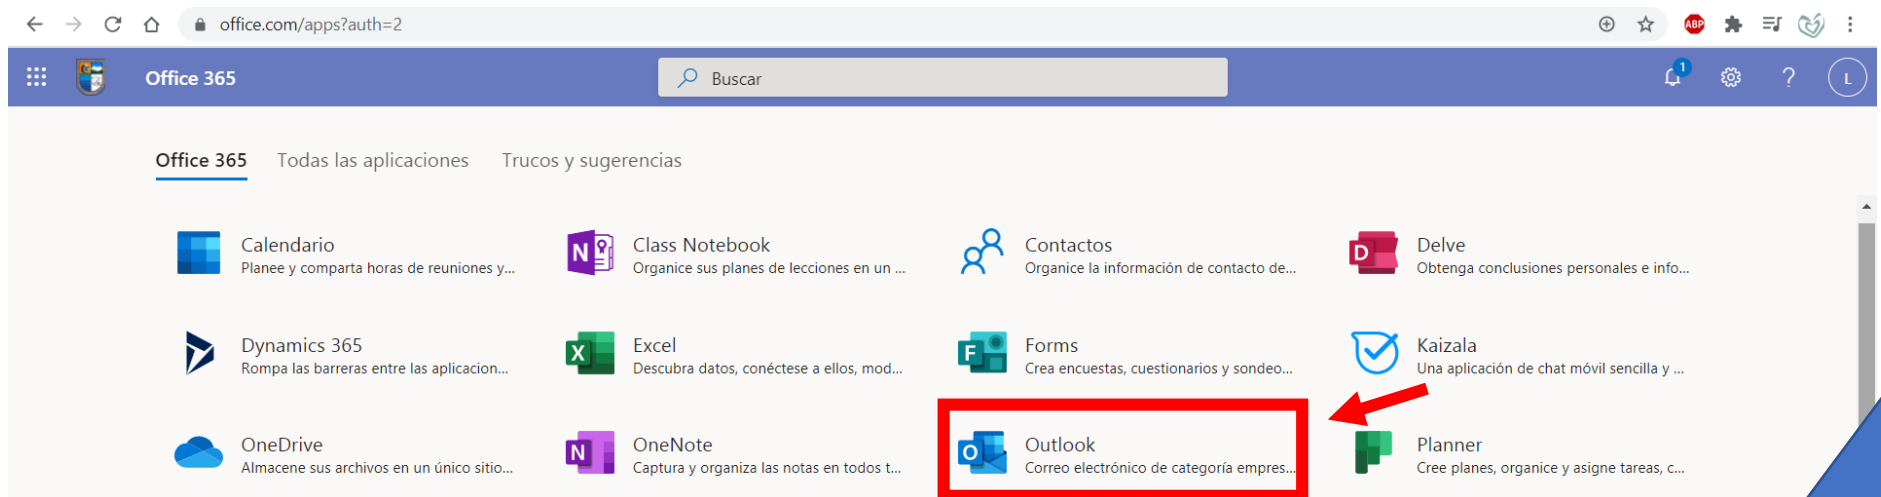 office.com/apps?auth=2
ABP
Office 365
Buscar
1
?
L
Office 365 Todas las aplicaciones Trucos y sugerencias
Calendario
Planee y comparta horas de reuniones y...
N
Class Notebook
Organice sus planes de lecciones en un ...
Contactos
Organice la información de contacto de...
D
Delve
Obtenga conclusiones personales e info...
Dynamics 365
Rompa las barreras entre las aplicacion...
X
Excel
Descubra datos, conéctese a ellos, mod...
F
Forms
Crea encuestas, cuestionarios y sondeo...
Kaizala
Una aplicación de chat móvil sencilla y ...
OneDrive
Almacene sus archivos en un único sitio...
N
OneNote
Captura y organiza las notas en todos t...
O
Outlook
Correo electrónico de categoría empres...
Planner
Cree planes, organice y asigne tareas, c...